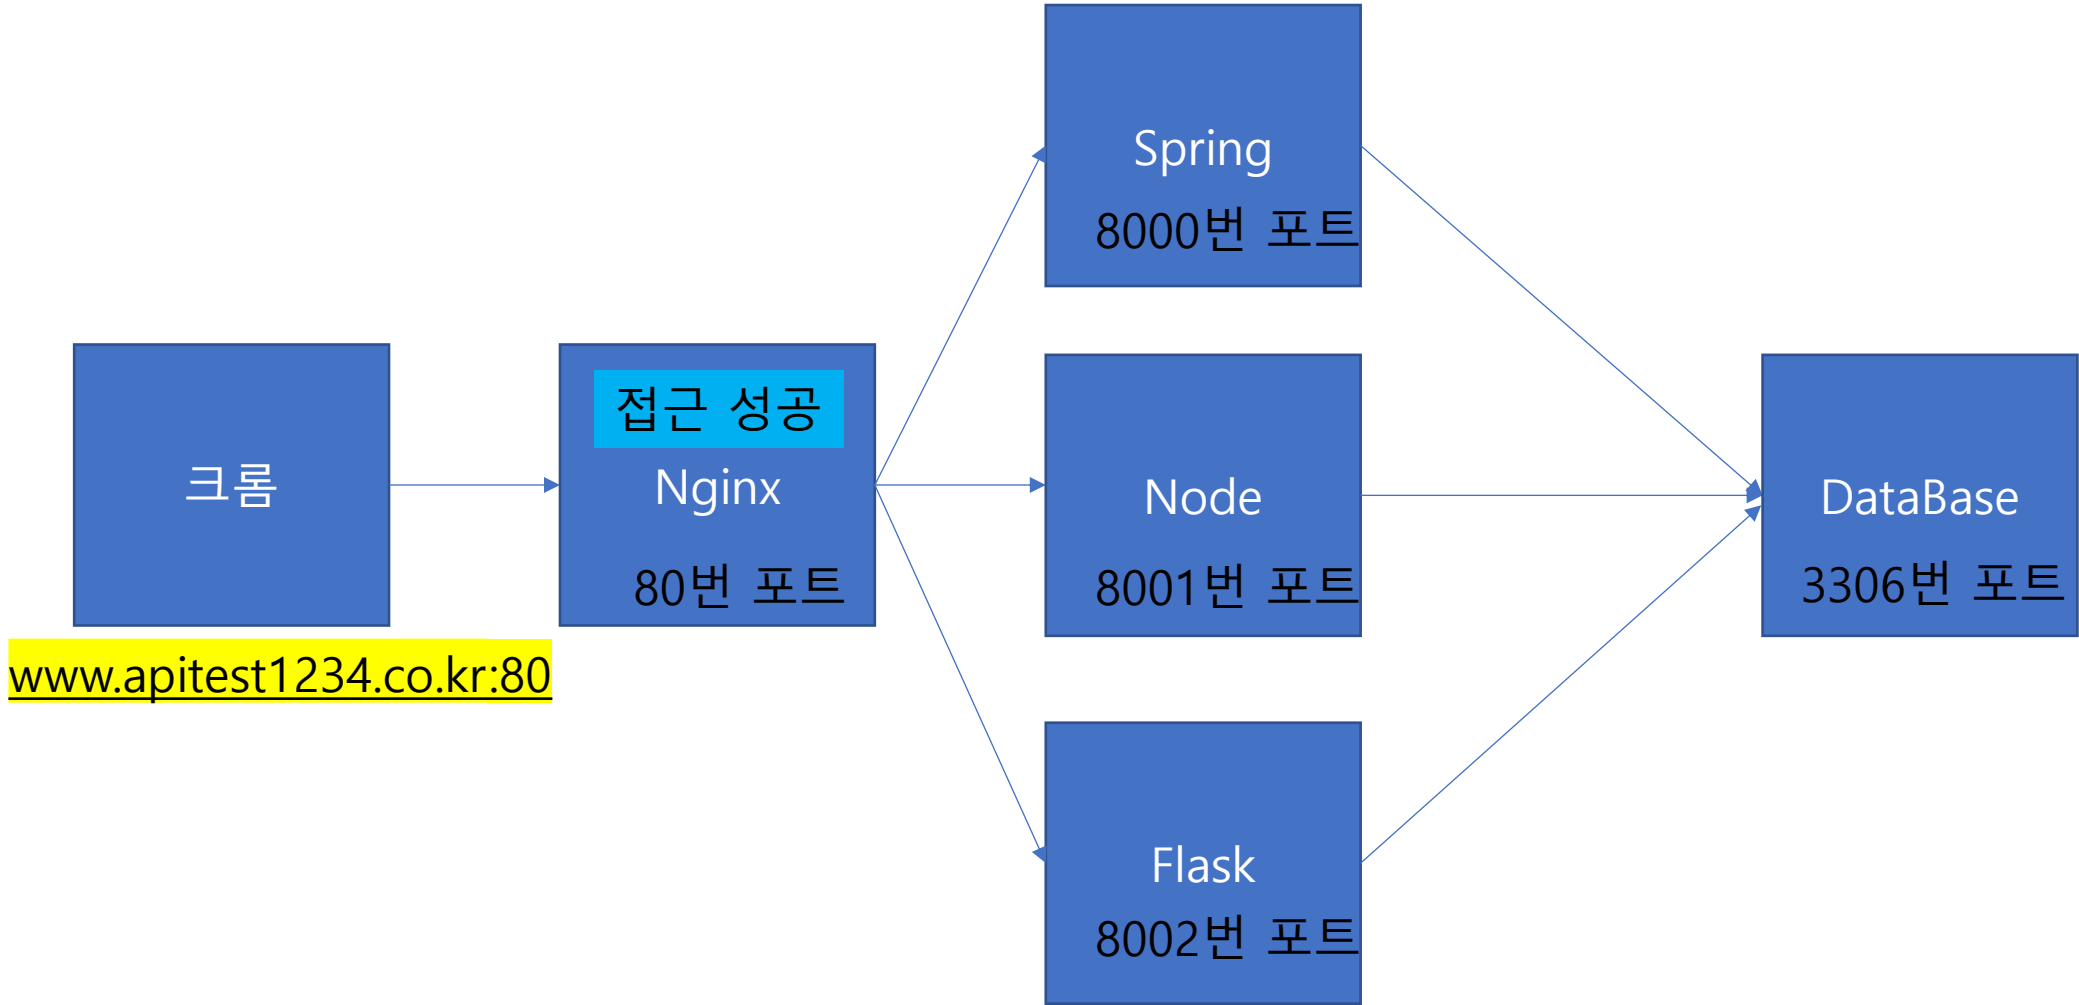 크롬
www.apitest1234.co.kr:80
접근 성공
Nginx
80번 포트
Spring
8000번 포트
Node
8001번 포트
Flask
8002번 포트
DataBase
3306번 포트